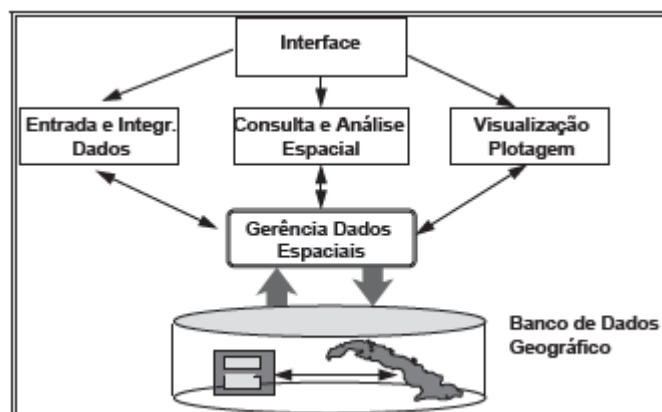 Interface
Entrada e Integr.
Dados
Consulta e Análise
Espacial
Visualização
Plotagem
Gerência Dados
Espaciais
Banco de Dados
Geográfico